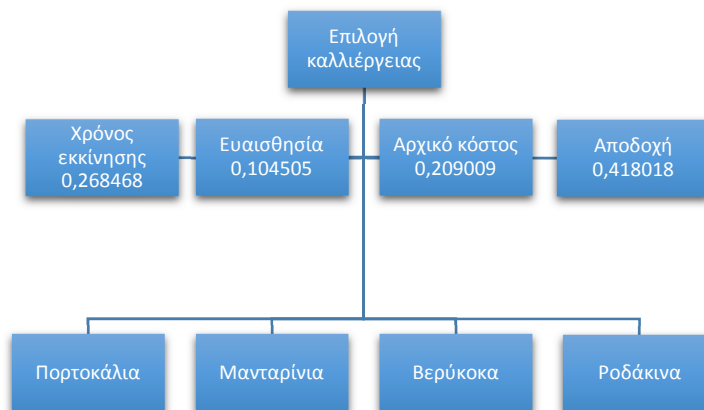 Επιλογή
καλλιέργειας
Χρόνος
εκκίνησης
0,268468
Ευαισθησία
0,104505
Αρχικό κόστος
0,209009
Αποδοχή
0,418018
Πορτοκάλια
Μανταρίνια
Βερύκοκα
Ροδάκινα